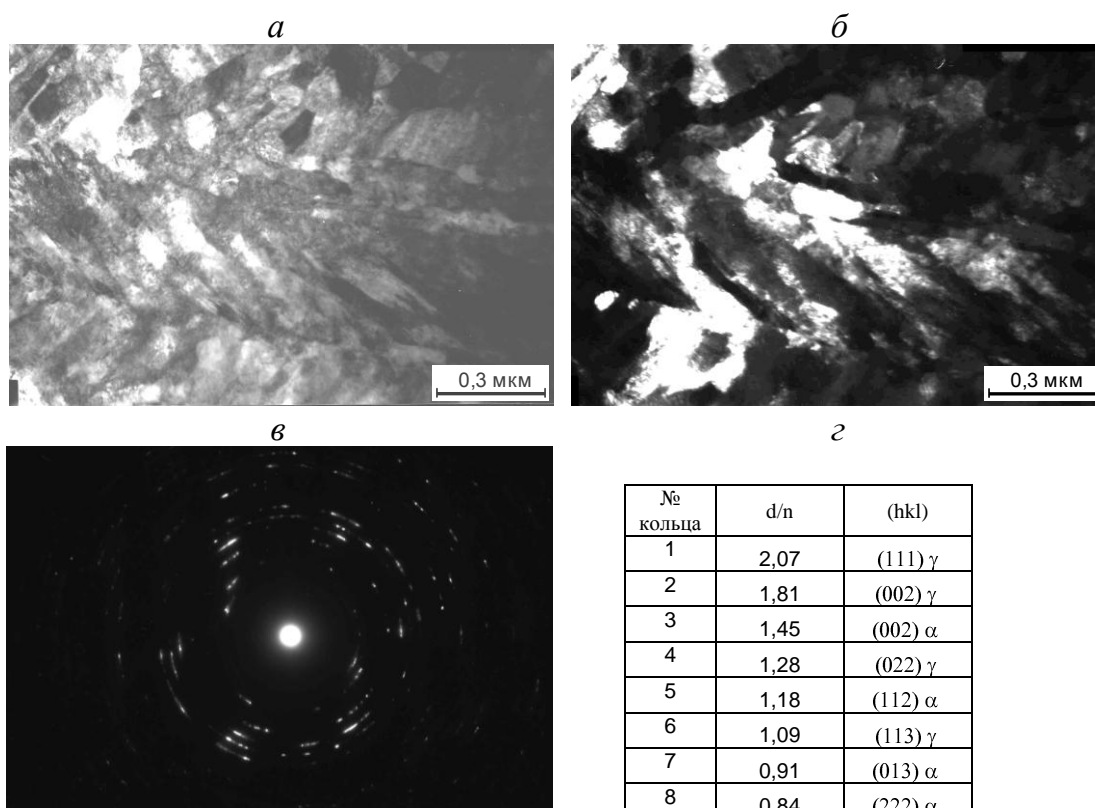 а б
0,3 мкм 0,3 мкм
в г
№ кольца d/n (hkl)
1 2,07 (111) γ
2 1,81 (002) γ
3 1,45 (002) α
4 1,28 (022) γ
5 1,18 (112) α
6 1,09 (113) γ
7 0,91 (013) α
8 0,84 (222) α